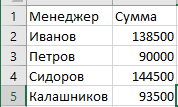 1 Менеджер Сумма
2 Иванов 138500
3 Петров 90000
4 Сидоров 144500
5 Калашников 93500